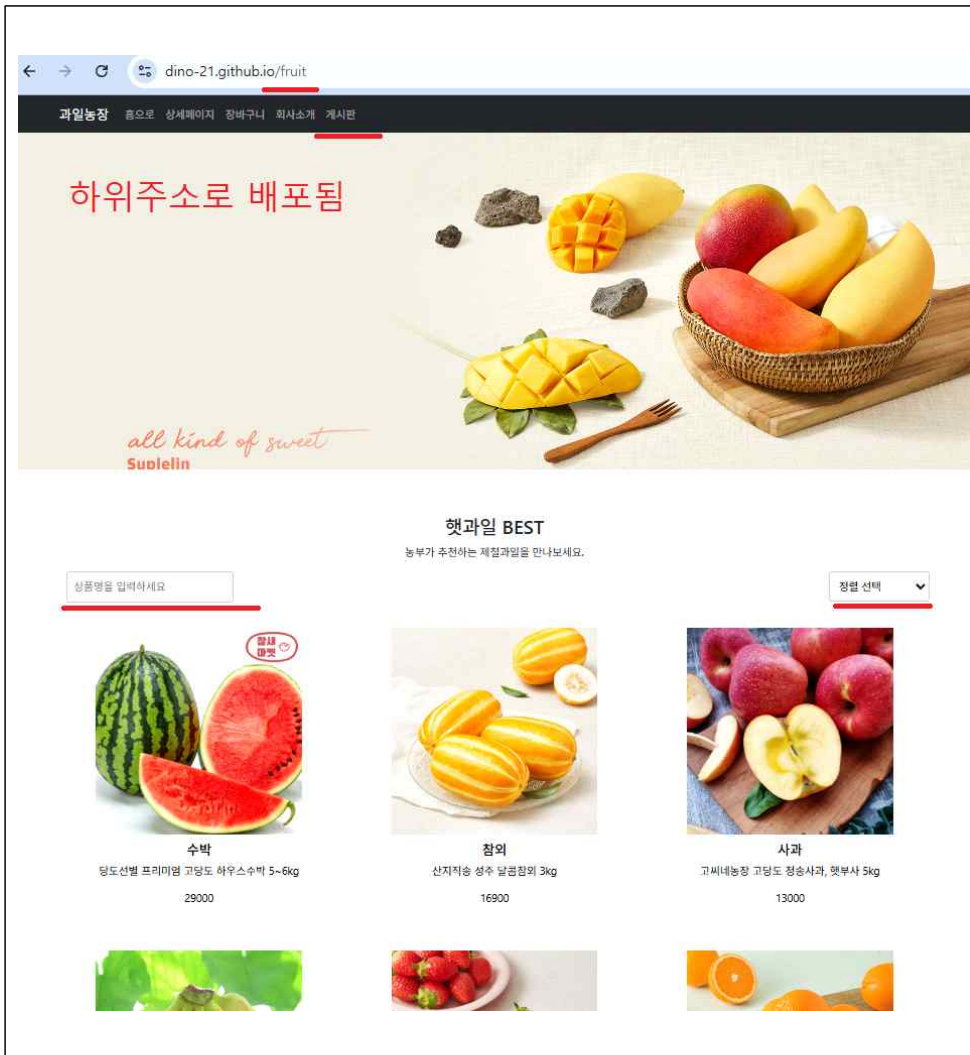 dino-21.github.io/fruit
과일농장 홈으로 상세페이지 장바구니 회사소개 게시판
하위주소로 배포됨
all kind of sweet
Suplelin
햇과일 BEST
농부가 추천하는 제철과일을 만나보세요.
상품명을 입력하세요 정렬 선택
참새
마켓
수박 참외 사과
당도선별 프리미엄 고당도 하우스수박 5~6kg 산지직송 성주 달콤참외 3kg 고씨네농장 고당도 청송사과, 햇부사 5kg
29000 16900 13000